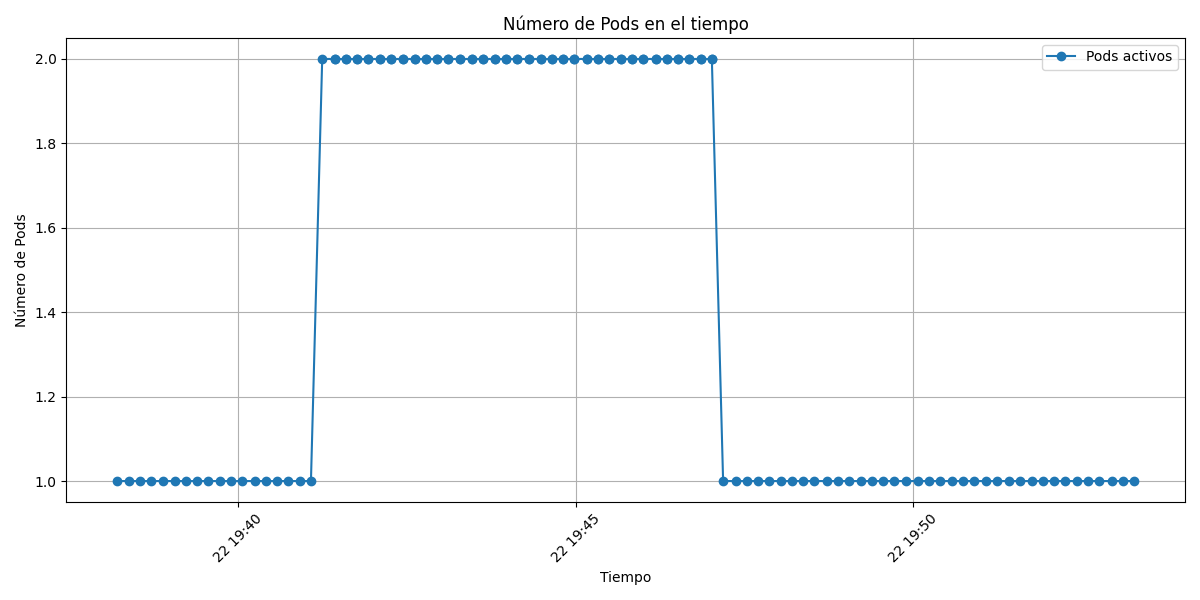 Número de Pods en el tiempo
Pods activos
Número de Pods
2.0
1.8
1.6
1.4
1.2
1.0
22 19:40
22 19:45
22 19:50
Tiempo